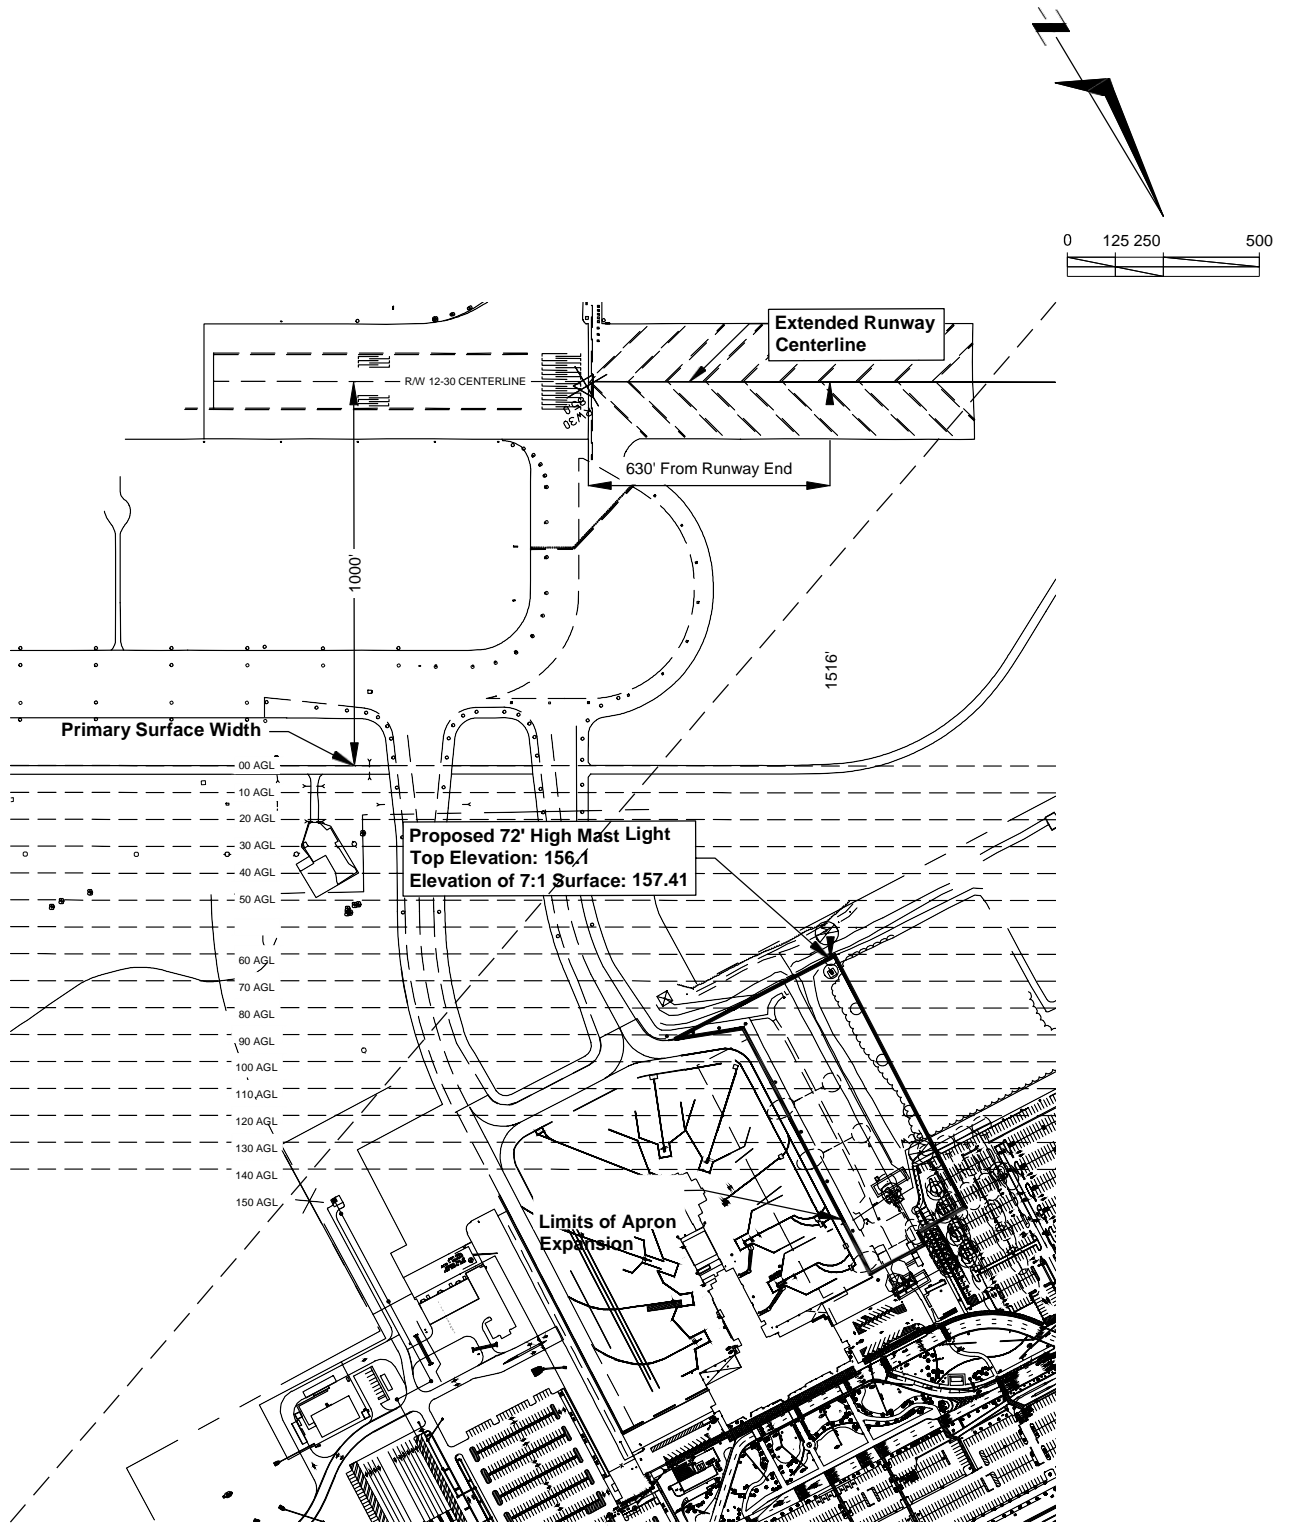 0 125 250 500
Extended Runway
Centerline
R/W 12-30 CENTERLINE
RW30
630' From Runway End
1000'
1516'
Primary Surface Width
00 AGL
10 AGL
20 AGL
30 AGL
40 AGL
50 AGL
Proposed 72' High Mast Light
Top Elevation: 156.1
Elevation of 7:1 Surface: 157.41
60 AGL
70 AGL
80 AGL
90 AGL
100 AGL
110 AGL
120 AGL
130 AGL
140 AGL
150 AGL
Limits of Apron
Expansion